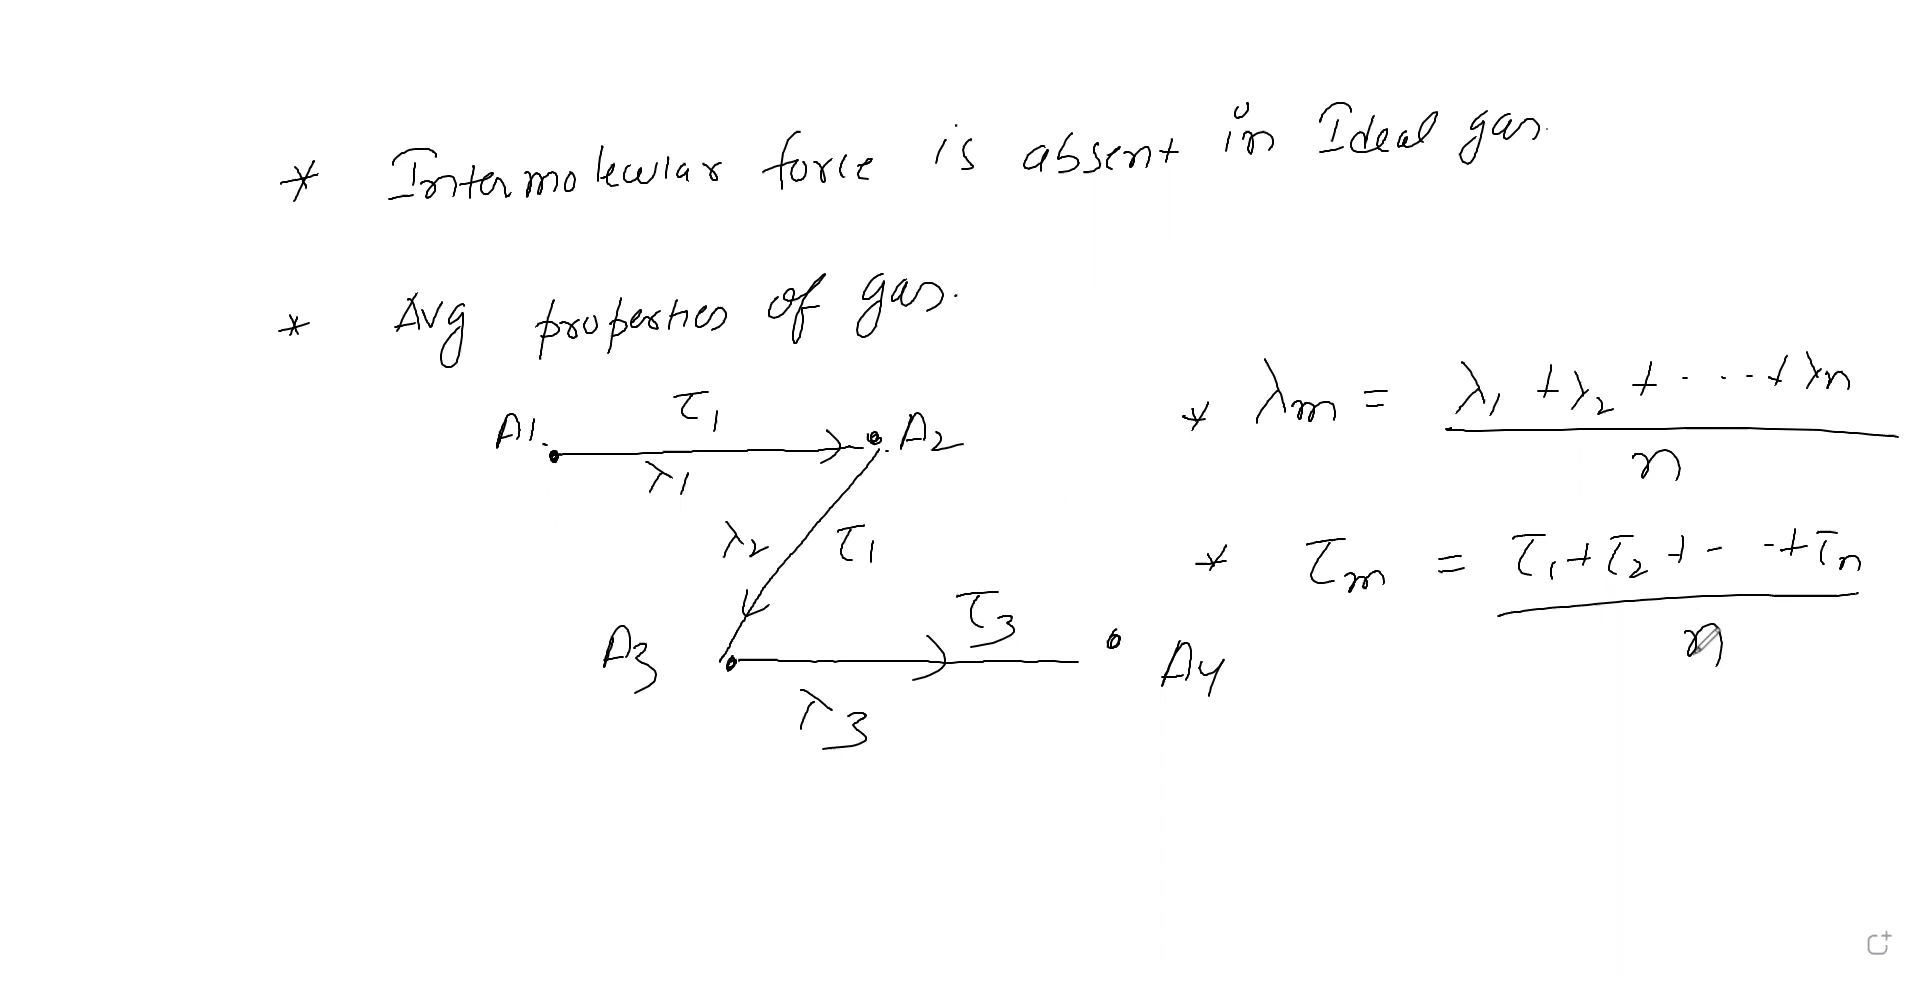 * Intermolecular force is absent in Ideal gas.
* Avg properties of gas.
τ1
A1. A2
λ1
* λm = λ1 + λ2 + - ... + λn / n
λ2 τ1
* τm = τ1 + τ2 + - - + τn / n
τ3
A3 A4
λ3